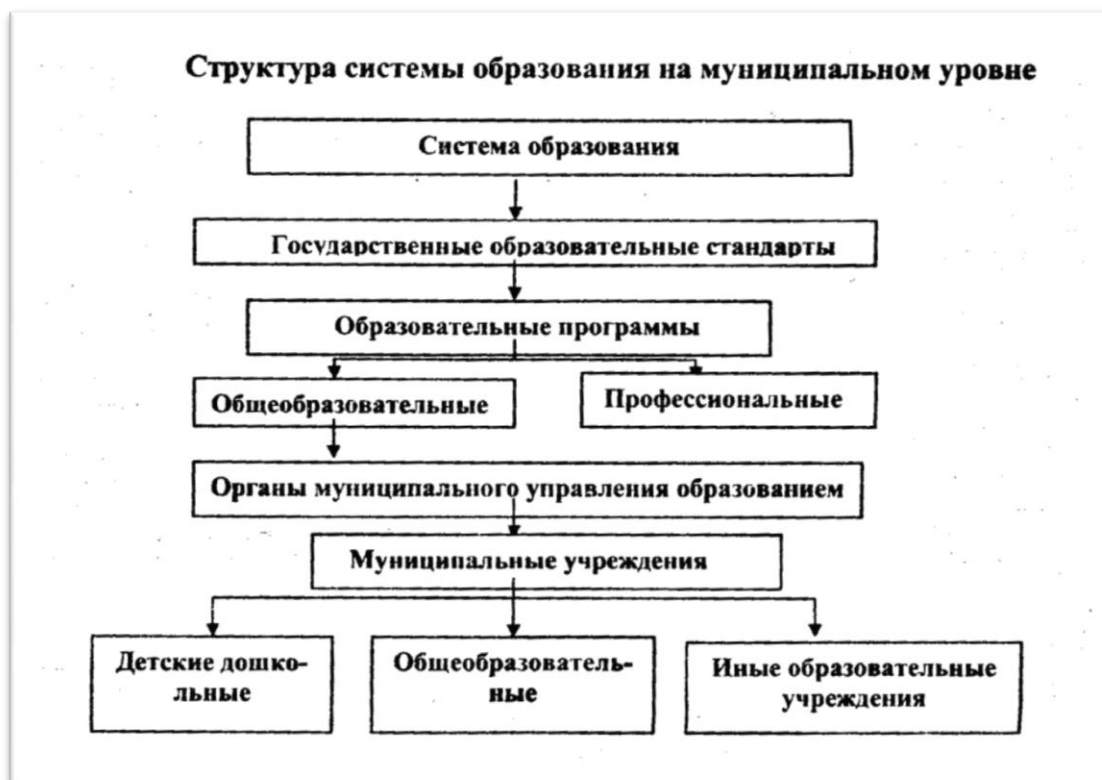 Структура системы образования на муниципальном уровне
Система образования
Государственные образовательные стандарты
Образовательные программы
Общеобразовательные
Профессиональные
Органы муниципального управления образованием
Муниципальные учреждения
Детские дошко-
льные
Общеобразователь-
ные
Иные образовательные
учреждения